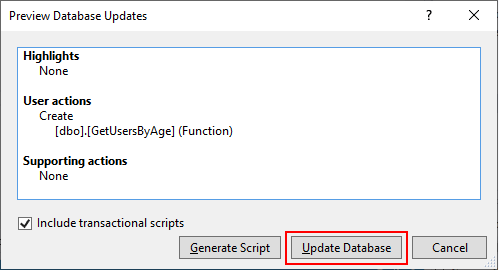 Preview Database Updates
Highlights
None
User actions
Create
[dbo].[GetUsersByAge] (Function)
Supporting actions
None
Include transactional scripts
Generate Script Update Database Cancel